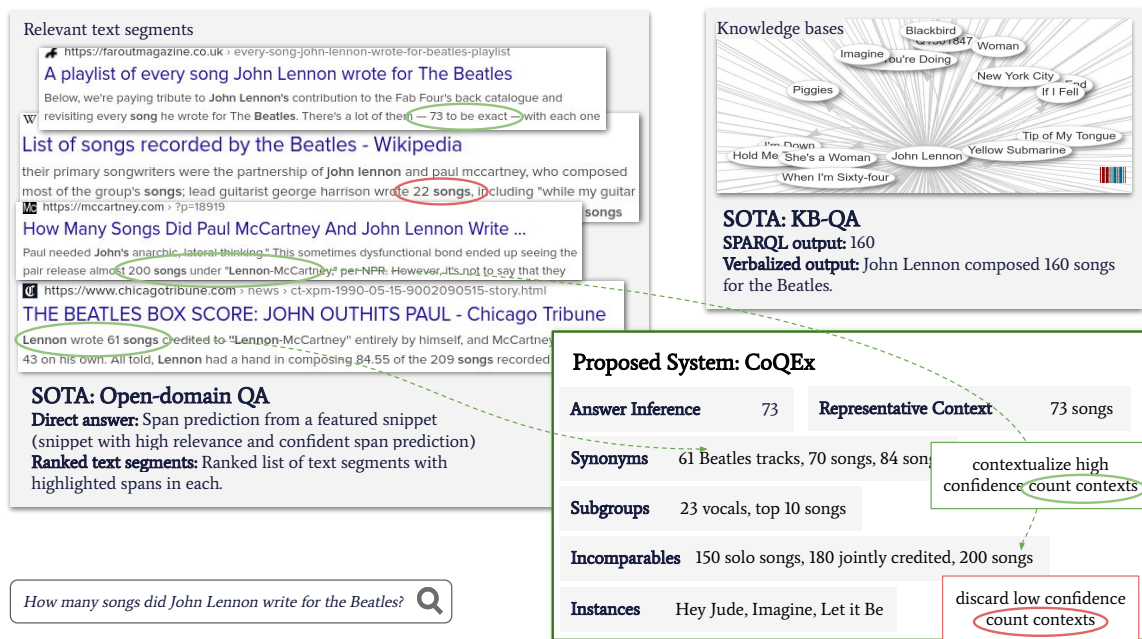 Relevant text segments
https://faroutmagazine.co.uk › every-song-john-lennon-wrote-for-beatles-playlist
A playlist of every song John Lennon wrote for The Beatles
Below, we're paying tribute to John Lennon's contribution to the Fab Four's back catalogue and
revisiting every song he wrote for The Beatles. There's a lot of them — 73 to be exact — with each one
W
List of songs recorded by the Beatles - Wikipedia
their primary songwriters were the partnership of john lennon and paul mccartney, who composed
most of the group's songs; lead guitarist george harrison wrote 22 songs, including "while my guitar
songs
Mc https://mccartney.com › ?p=18919
How Many Songs Did Paul McCartney And John Lennon Write ...
Paul needed John's anarchic, lateral thinking." This sometimes dysfunctional bond ended up seeing the
pair release almost 200 songs under "Lennon-McCartney," per NPR. However, it's not to say that they
https://www.chicagotribune.com › news › ct-xpm-1990-05-15-9002090515-story.html
THE BEATLES BOX SCORE: JOHN OUTHITS PAUL - Chicago Tribune
Lennon wrote 61 songs credited to "Lennon-McCartney" entirely by himself, and McCartney
43 on his own. All told, Lennon had a hand in composing 84.55 of the 209 songs recorded
SOTA: Open-domain QA
Direct answer: Span prediction from a featured snippet
(snippet with high relevance and confident span prediction)
Ranked text segments: Ranked list of text segments with
highlighted spans in each.
How many songs did John Lennon write for the Beatles?
Knowledge bases
Blackbird
Imagine
You're Doing
Woman
New York City
End
If I Fell
Piggies
Tip of My Tongue
I'm Down
Hold Me
She's a Woman
John Lennon
Yellow Submarine
When I'm Sixty-four
SOTA: KB-QA
SPARQL output: 160
Verbalized output: John Lennon composed 160 songs
for the Beatles.
Proposed System: CoQEx
Answer Inference 73
Representative Context 73 songs
Synonyms 61 Beatles tracks, 70 songs, 84 song
contextualize high
confidence count contexts
Subgroups 23 vocals, top 10 songs
Incomparables 150 solo songs, 180 jointly credited, 200 songs
Instances Hey Jude, Imagine, Let it Be
discard low confidence
count contexts